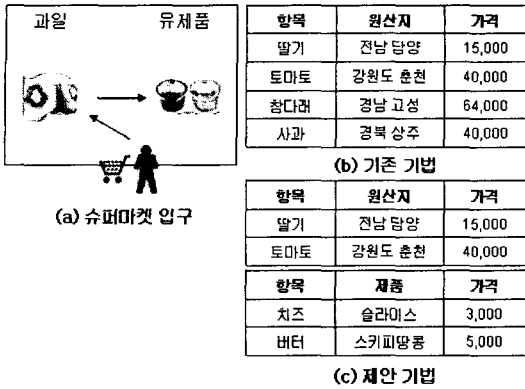 과일 유제품
(a) 슈퍼마켓 입구
항목 원산지 가격
딸기 전남 담양 15,000
토마토 강원도 춘천 40,000
참다래 경남 고성 64,000
사과 경북 상주 40,000
(b) 기존 기법
항목 원산지 가격
딸기 전남 담양 15,000
토마토 강원도 춘천 40,000
항목 제품 가격
치즈 슬라이스 3,000
버터 스키피땅콩 5,000
(c) 제안 기법